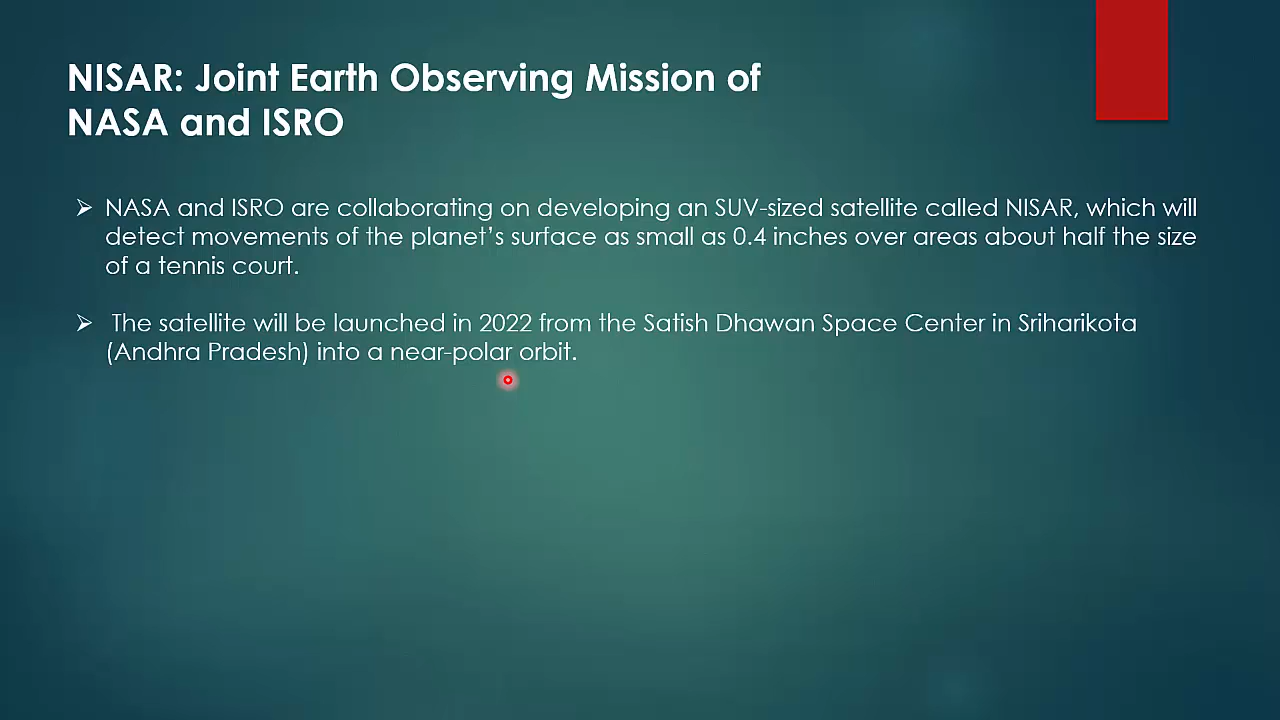 NISAR: Joint Earth Observing Mission of
NASA and ISRO
➢ NASA and ISRO are collaborating on developing an SUV-sized satellite called NISAR, which will
detect movements of the planet’s surface as small as 0.4 inches over areas about half the size
of a tennis court.
➢ The satellite will be launched in 2022 from the Satish Dhawan Space Center in Sriharikota
(Andhra Pradesh) into a near-polar orbit.